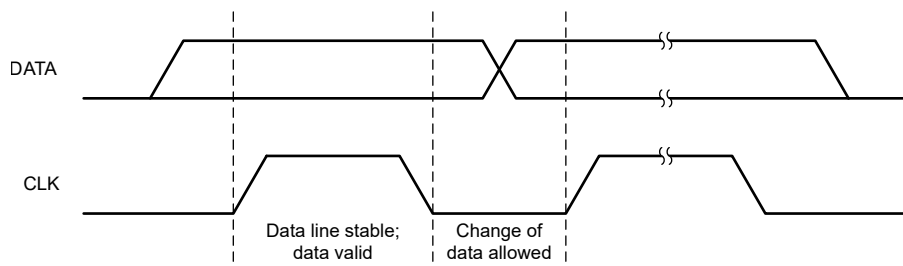 DATA
CLK
Data line stable;
data valid
Change of
data allowed